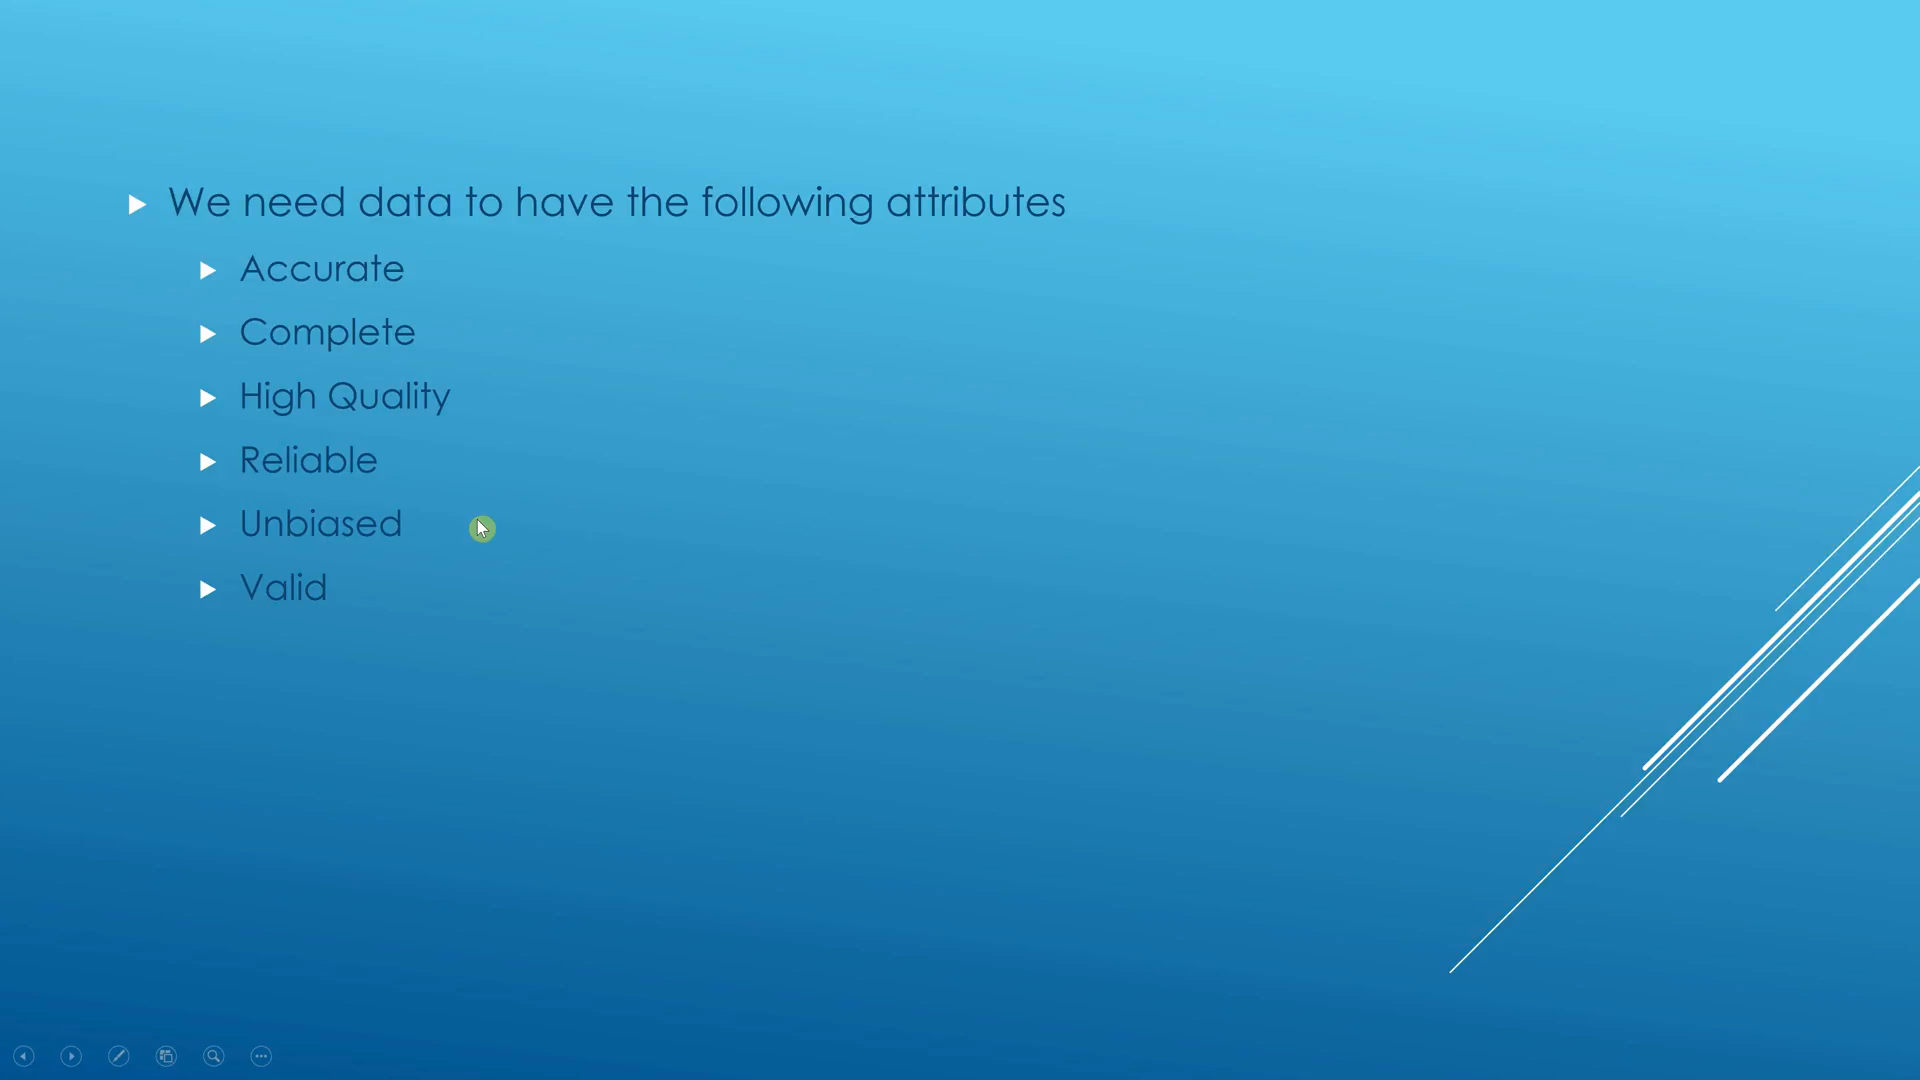 We need data to have the following attributes
Accurate
Complete
High Quality
Reliable
Unbiased
Valid